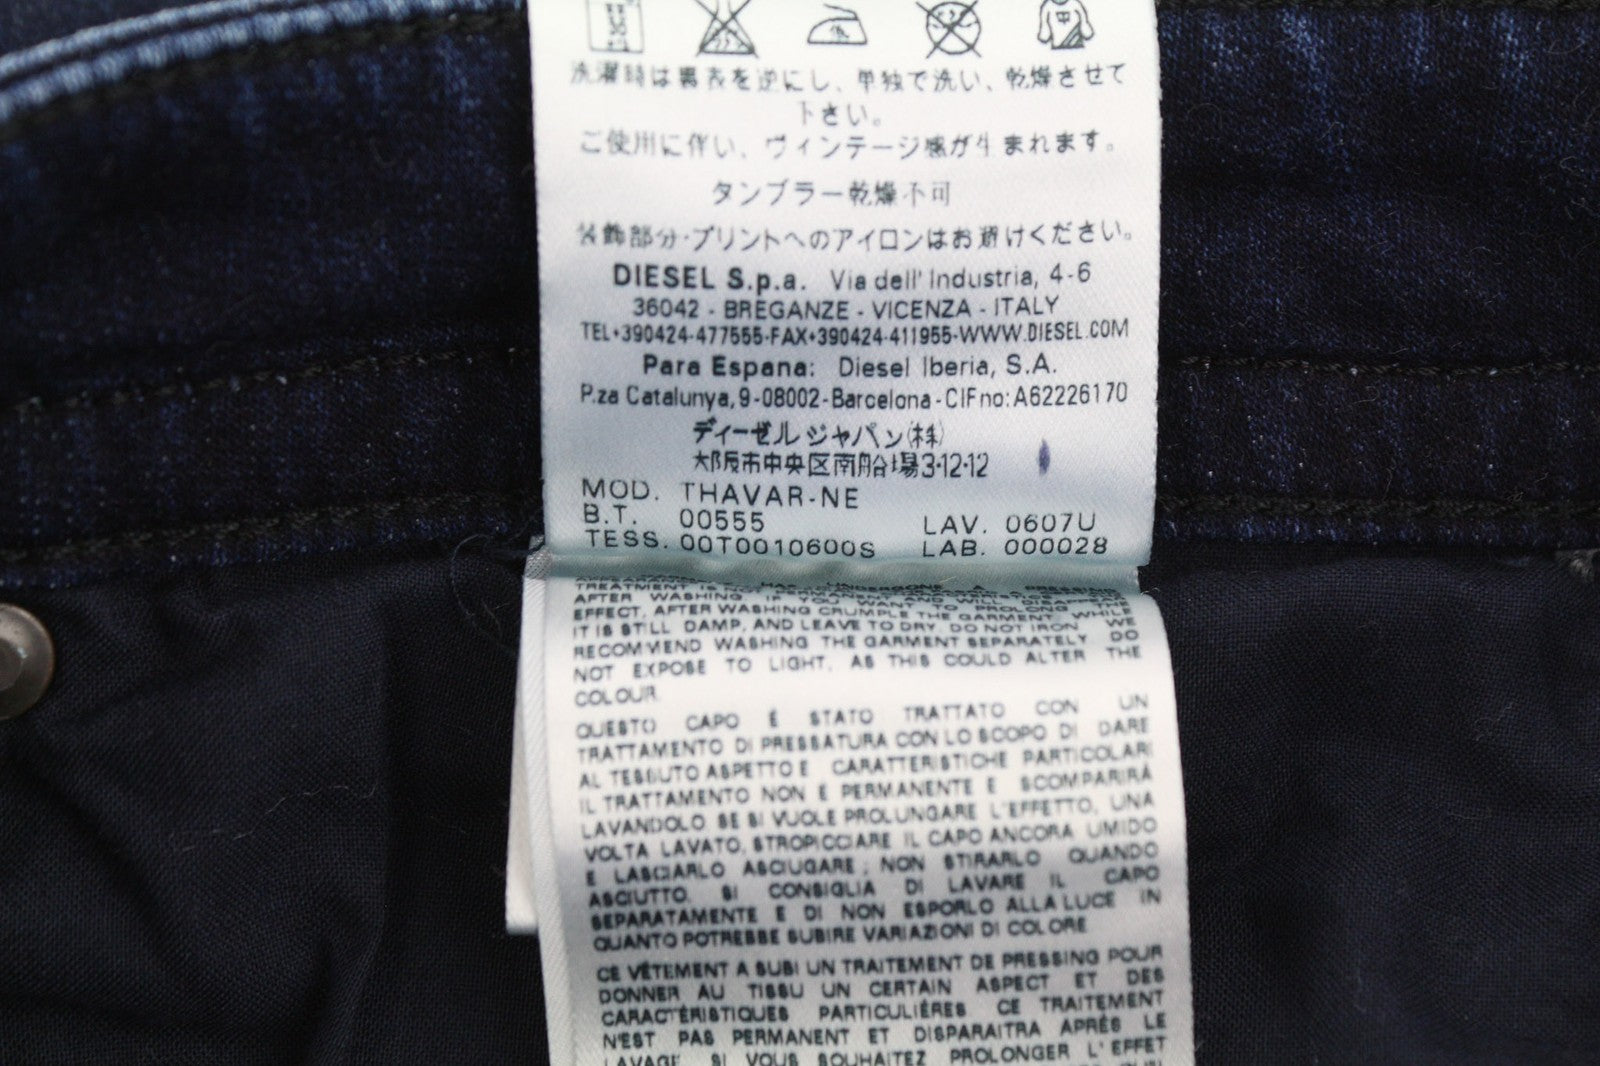 洗濯時は裏表を逆にし、単独で洗い、乾燥させて
下さい。
ご使用に伴い、ヴィンテージ感が生まれます。
タンブラー乾燥不可
装飾部分・プリントへのアイロンはお避けください。
DIESEL S.p.a. Via dell' Industria, 4-6
36042 - BREGANZE - VICENZA - ITALY
TEL+390424-477555-FAX+390424-411955-WWW.DIESEL.COM
Para Espana: Diesel Iberia, S.A.
P.za Catalunya, 9 - 08002 - Barcelona - CIF no: A62226170
ディーゼル ジャパン(株)
大阪市中央区南船場3-12-12
MOD. THAVAR-NE
B.T. 00555 LAV. 0607U
TESS. 00T0010600S LAB. 000028
HAS UNDERGONE A PRESSING
TREATMENT
AFTER WASHING. IF YOU WANT TO PROLONG THE
EFFECT, AFTER WASHING CRUMPLE THE GARMENT WHILE
IT IS STILL DAMP, AND LEAVE TO DRY. DO NOT IRON. WE
RECOMMEND WASHING THE GARMENT SEPARATELY. DO
NOT EXPOSE TO LIGHT, AS THIS COULD ALTER THE
COLOUR
QUESTO CAPO È STATO TRATTATO CON UN
TRATTAMENTO DI PRESSATURA CON LO SCOPO DI DARE
AL TESSUTO ASPETTO E CARATTERISTICHE PARTICOLARI
IL TRATTAMENTO NON È PERMANENTE E SCOMPARIRÀ
LAVANDOLO SE SI VUOLE PROLUNGARE L'EFFETTO, UNA
VOLTA LAVATO, STROPICCIARE IL CAPO ANCORA UMIDO
E LASCIARLO ASCIUGARE; NON STIRARLO QUANDO
ASCIUTTO. SI CONSIGLIA DI LAVARE IL CAPO
SEPARATAMENTE E DI NON ESPORLO ALLA LUCE IN
QUANTO POTREBBE SUBIRE VARIAZIONI DI COLORE
CE VÊTEMENT A SUBI UN TRAITEMENT DE PRESSING POUR
DONNER AU TISSU UN CERTAIN ASPECT ET DES
CARACTÉRISTIQUES PARTICULIÈRES CE TRAITEMENT
N'EST PAS PERMANENT ET DISPARAITRA APRÈS LE
LAVAGE. SI VOUS SOUHAITEZ PROLONGER L'EFFET